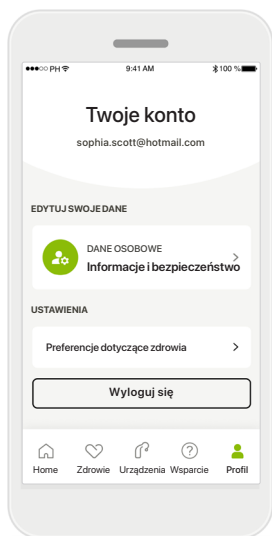 ●●●○○ PH 9:41 AM 100 %
Twoje konto
sophia.scott@hotmail.com
EDYTUJ SWOJE DANE
DANE OSOBOWE
Informacje i bezpieczeństwo
USTAWIENIA
Preferencje dotyczące zdrowia
Wyloguj się
Home Zdrowie Urządzenia Wsparcie Profil